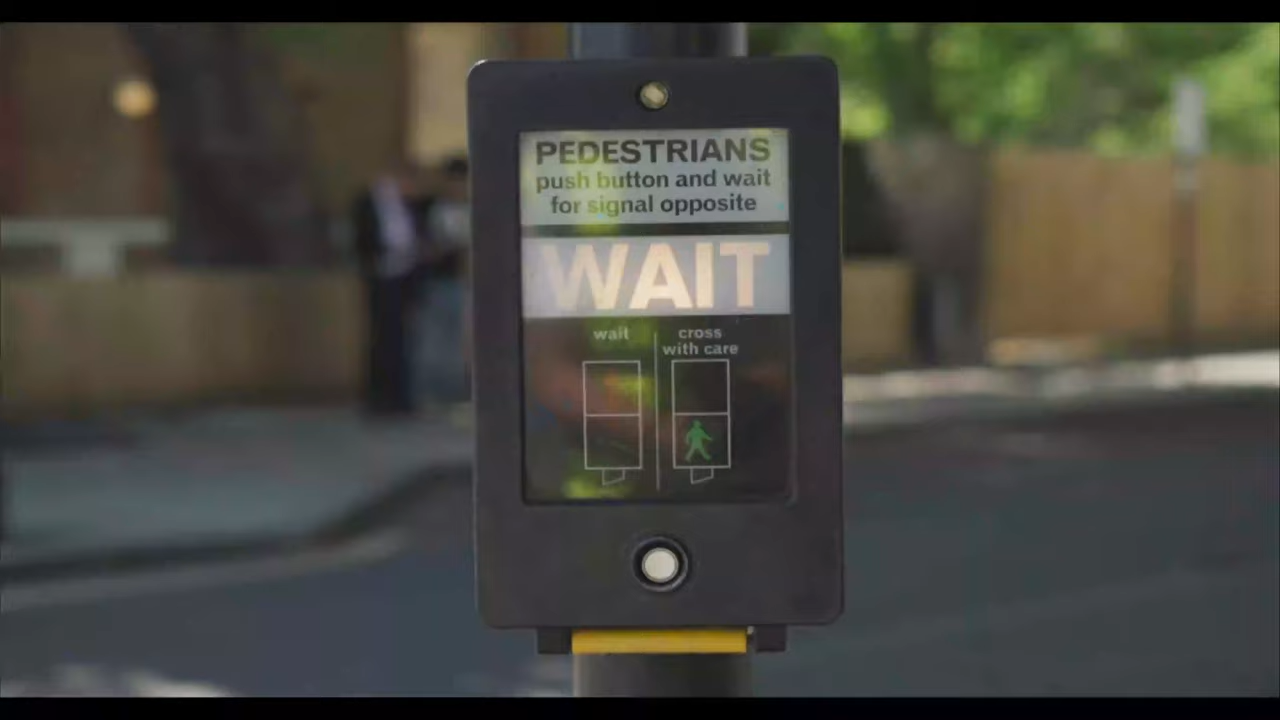 PEDESTRIANS
push button and wait
for signal opposite
WAIT
wait
cross
with care